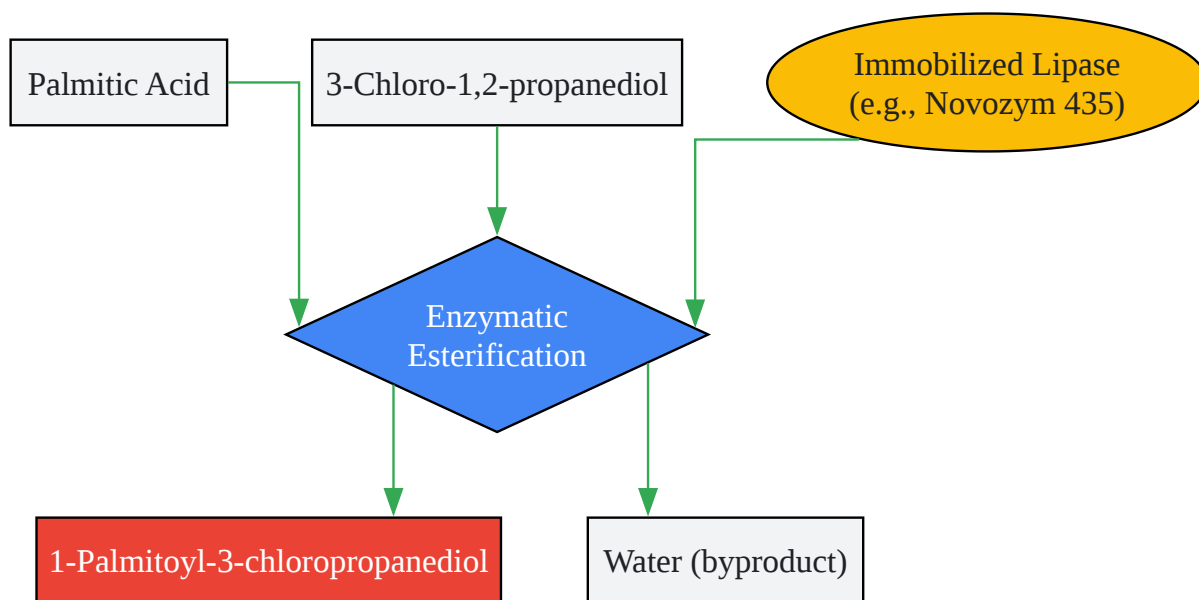 Palmitic Acid
3-Chloro-1,2-propanediol
Immobilized Lipase
(e.g., Novozym 435)
Enzymatic
Esterification
1-Palmitoyl-3-chloropropanediol
Water (byproduct)